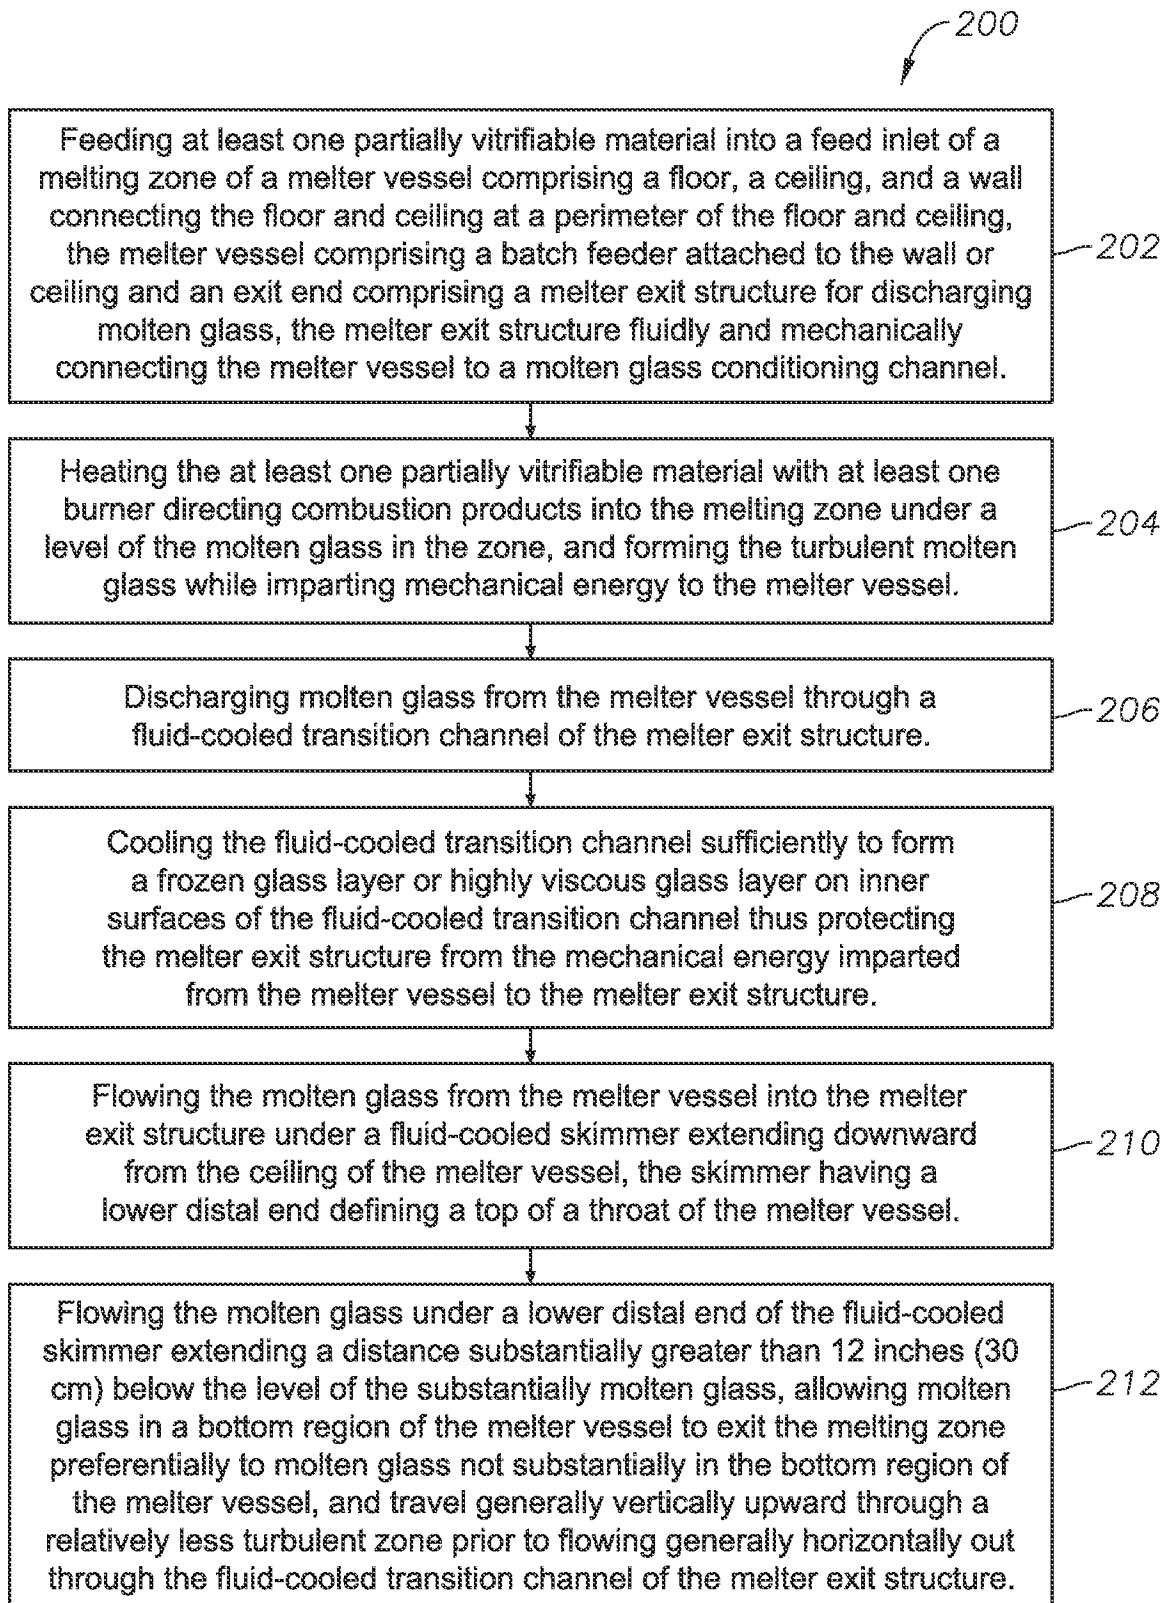 200
Feeding at least one partially vitrifiable material into a feed inlet of a
melting zone of a melter vessel comprising a floor, a ceiling, and a wall
connecting the floor and ceiling at a perimeter of the floor and ceiling,
the melter vessel comprising a batch feeder attached to the wall or
ceiling and an exit end comprising a melter exit structure for discharging
molten glass, the melter exit structure fluidly and mechanically
connecting the melter vessel to a molten glass conditioning channel.
202
Heating the at least one partially vitrifiable material with at least one
burner directing combustion products into the melting zone under a
level of the molten glass in the zone, and forming the turbulent molten
glass while imparting mechanical energy to the melter vessel.
204
Discharging molten glass from the melter vessel through a
fluid-cooled transition channel of the melter exit structure.
206
Cooling the fluid-cooled transition channel sufficiently to form
a frozen glass layer or highly viscous glass layer on inner
surfaces of the fluid-cooled transition channel thus protecting
the melter exit structure from the mechanical energy imparted
from the melter vessel to the melter exit structure.
208
Flowing the molten glass from the melter vessel into the melter
exit structure under a fluid-cooled skimmer extending downward
from the ceiling of the melter vessel, the skimmer having a
lower distal end defining a top of a throat of the melter vessel.
210
Flowing the molten glass under a lower distal end of the fluid-cooled
skimmer extending a distance substantially greater than 12 inches (30
cm) below the level of the substantially molten glass, allowing molten
glass in a bottom region of the melter vessel to exit the melting zone
preferentially to molten glass not substantially in the bottom region of
the melter vessel, and travel generally vertically upward through a
relatively less turbulent zone prior to flowing generally horizontally out
through the fluid-cooled transition channel of the melter exit structure.
212